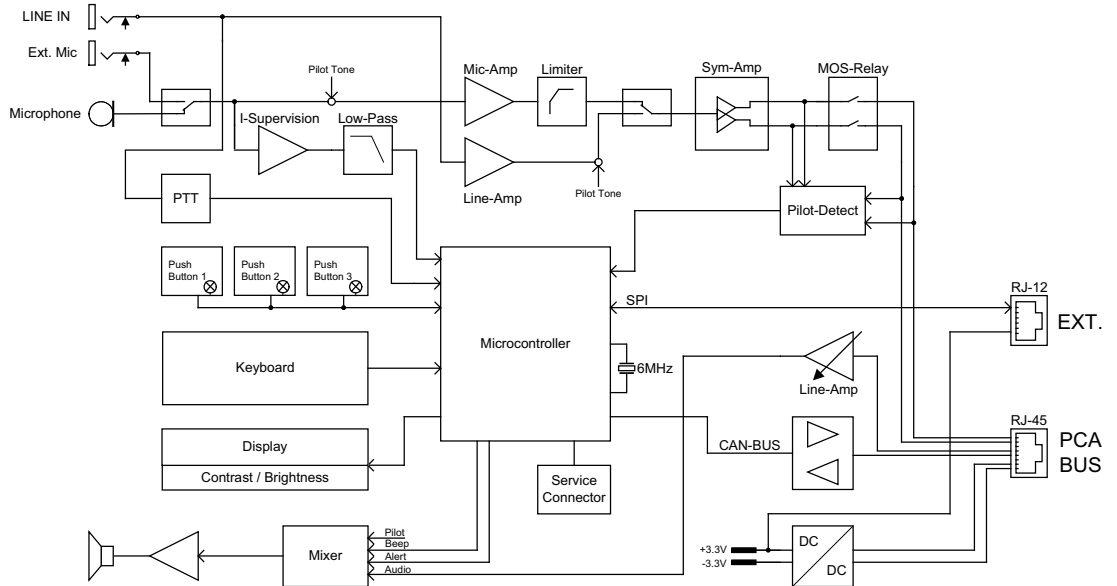 LINE IN
Ext. Mic
Microphone
Pilot Tone
Mic-Amp
Limiter
Sym-Amp
MOS-Relay
I-Supervision
Low-Pass
Line-Amp
Pilot Tone
PTT
Pilot-Detect
Push
Button 1
Push
Button 2
Push
Button 3
SPI
RJ-12
EXT.
Microcontroller
Keyboard
6MHz
Line-Amp
Display
Contrast / Brightness
CAN-BUS
RJ-45
PCA
BUS
Service
Connector
Mixer
Pilot
Beep
Alert
Audio
+3.3V
-3.3V
DC
DC